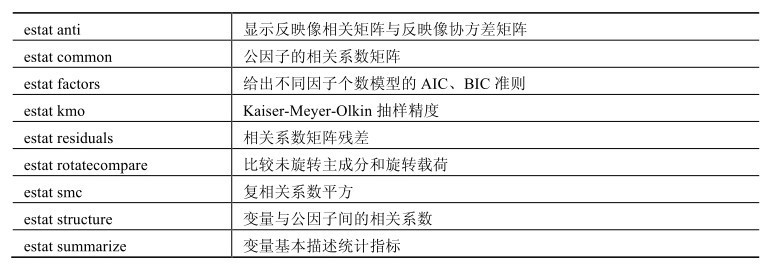 estat anti 显示反映像相关矩阵与反映像协方差矩阵
estat common 公因子的相关系数矩阵
estat factors 给出不同因子个数模型的 AIC、BIC 准则
estat kmo Kaiser-Meyer-Olkin 抽样精度
estat residuals 相关系数矩阵残差
estat rotatecompare 比较未旋转主成分和旋转载荷
estat smc 复相关系数平方
estat structure 变量与公因子间的相关系数
estat summarize 变量基本描述统计指标